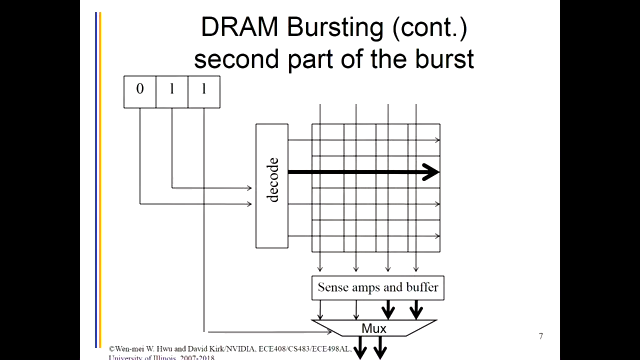 DRAM Bursting (cont.)
second part of the burst
0 1 1
decode
Sense amps and buffer
Mux
©Wen-mei W. Hwu and David Kirk/NVIDIA. ECE408/CS483/ECE498AL,
University of Illinois, 2007-2018
7